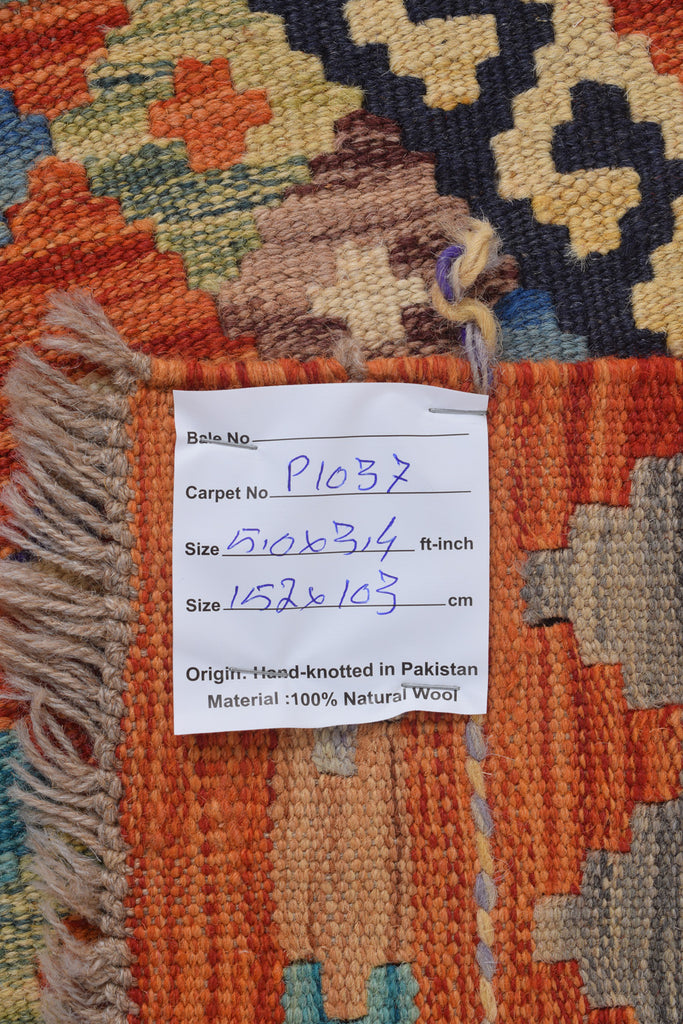 Bale No
Carpet No P1037
Size 5.0x3.4 ft-inch
Size 152x103 cm
Origin: Hand-knotted in Pakistan
Material :100% Natural Wool